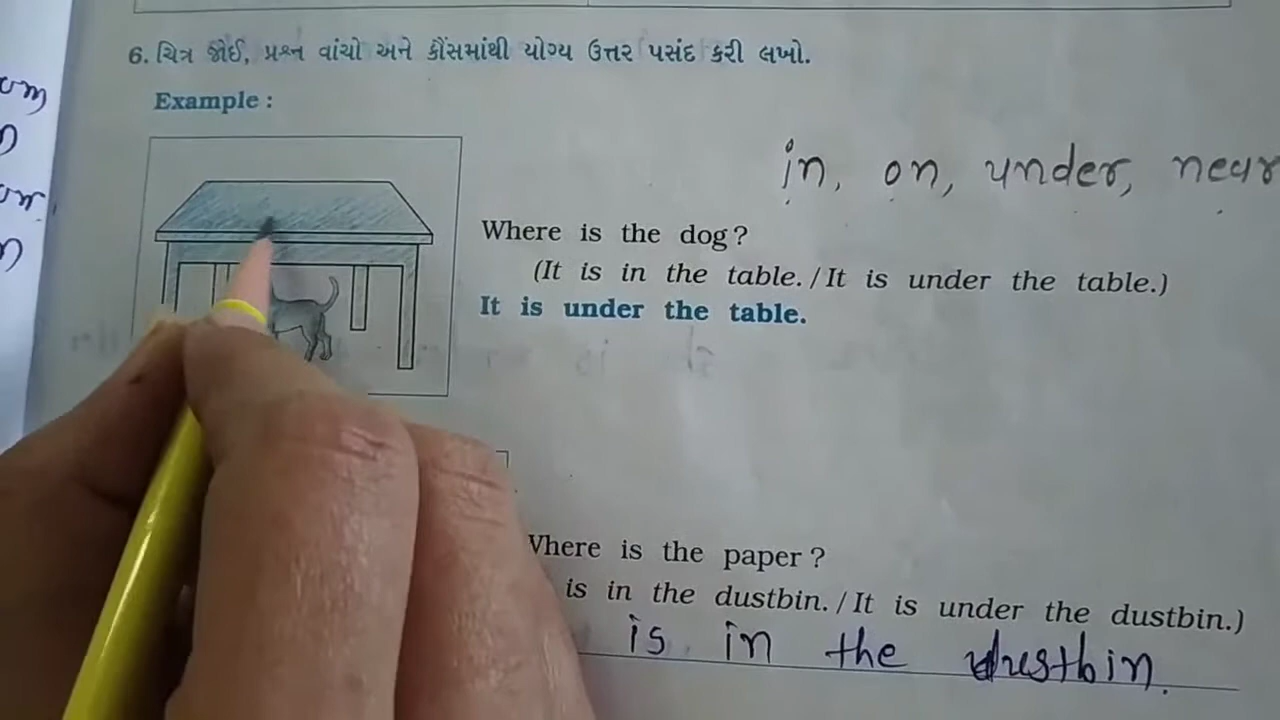 6. ચિત્ર જોઈ, પ્રશ્ન વાંચો અને કૌંસમાંથી યોગ્ય ઉત્તર પસંદ કરી લખો.
Example :
in, on, under, near
Where is the dog?
(It is in the table. / It is under the table.)
It is under the table.
Where is the paper ?
is in the dustbin. / It is under the dustbin.)
is in the dustbin.